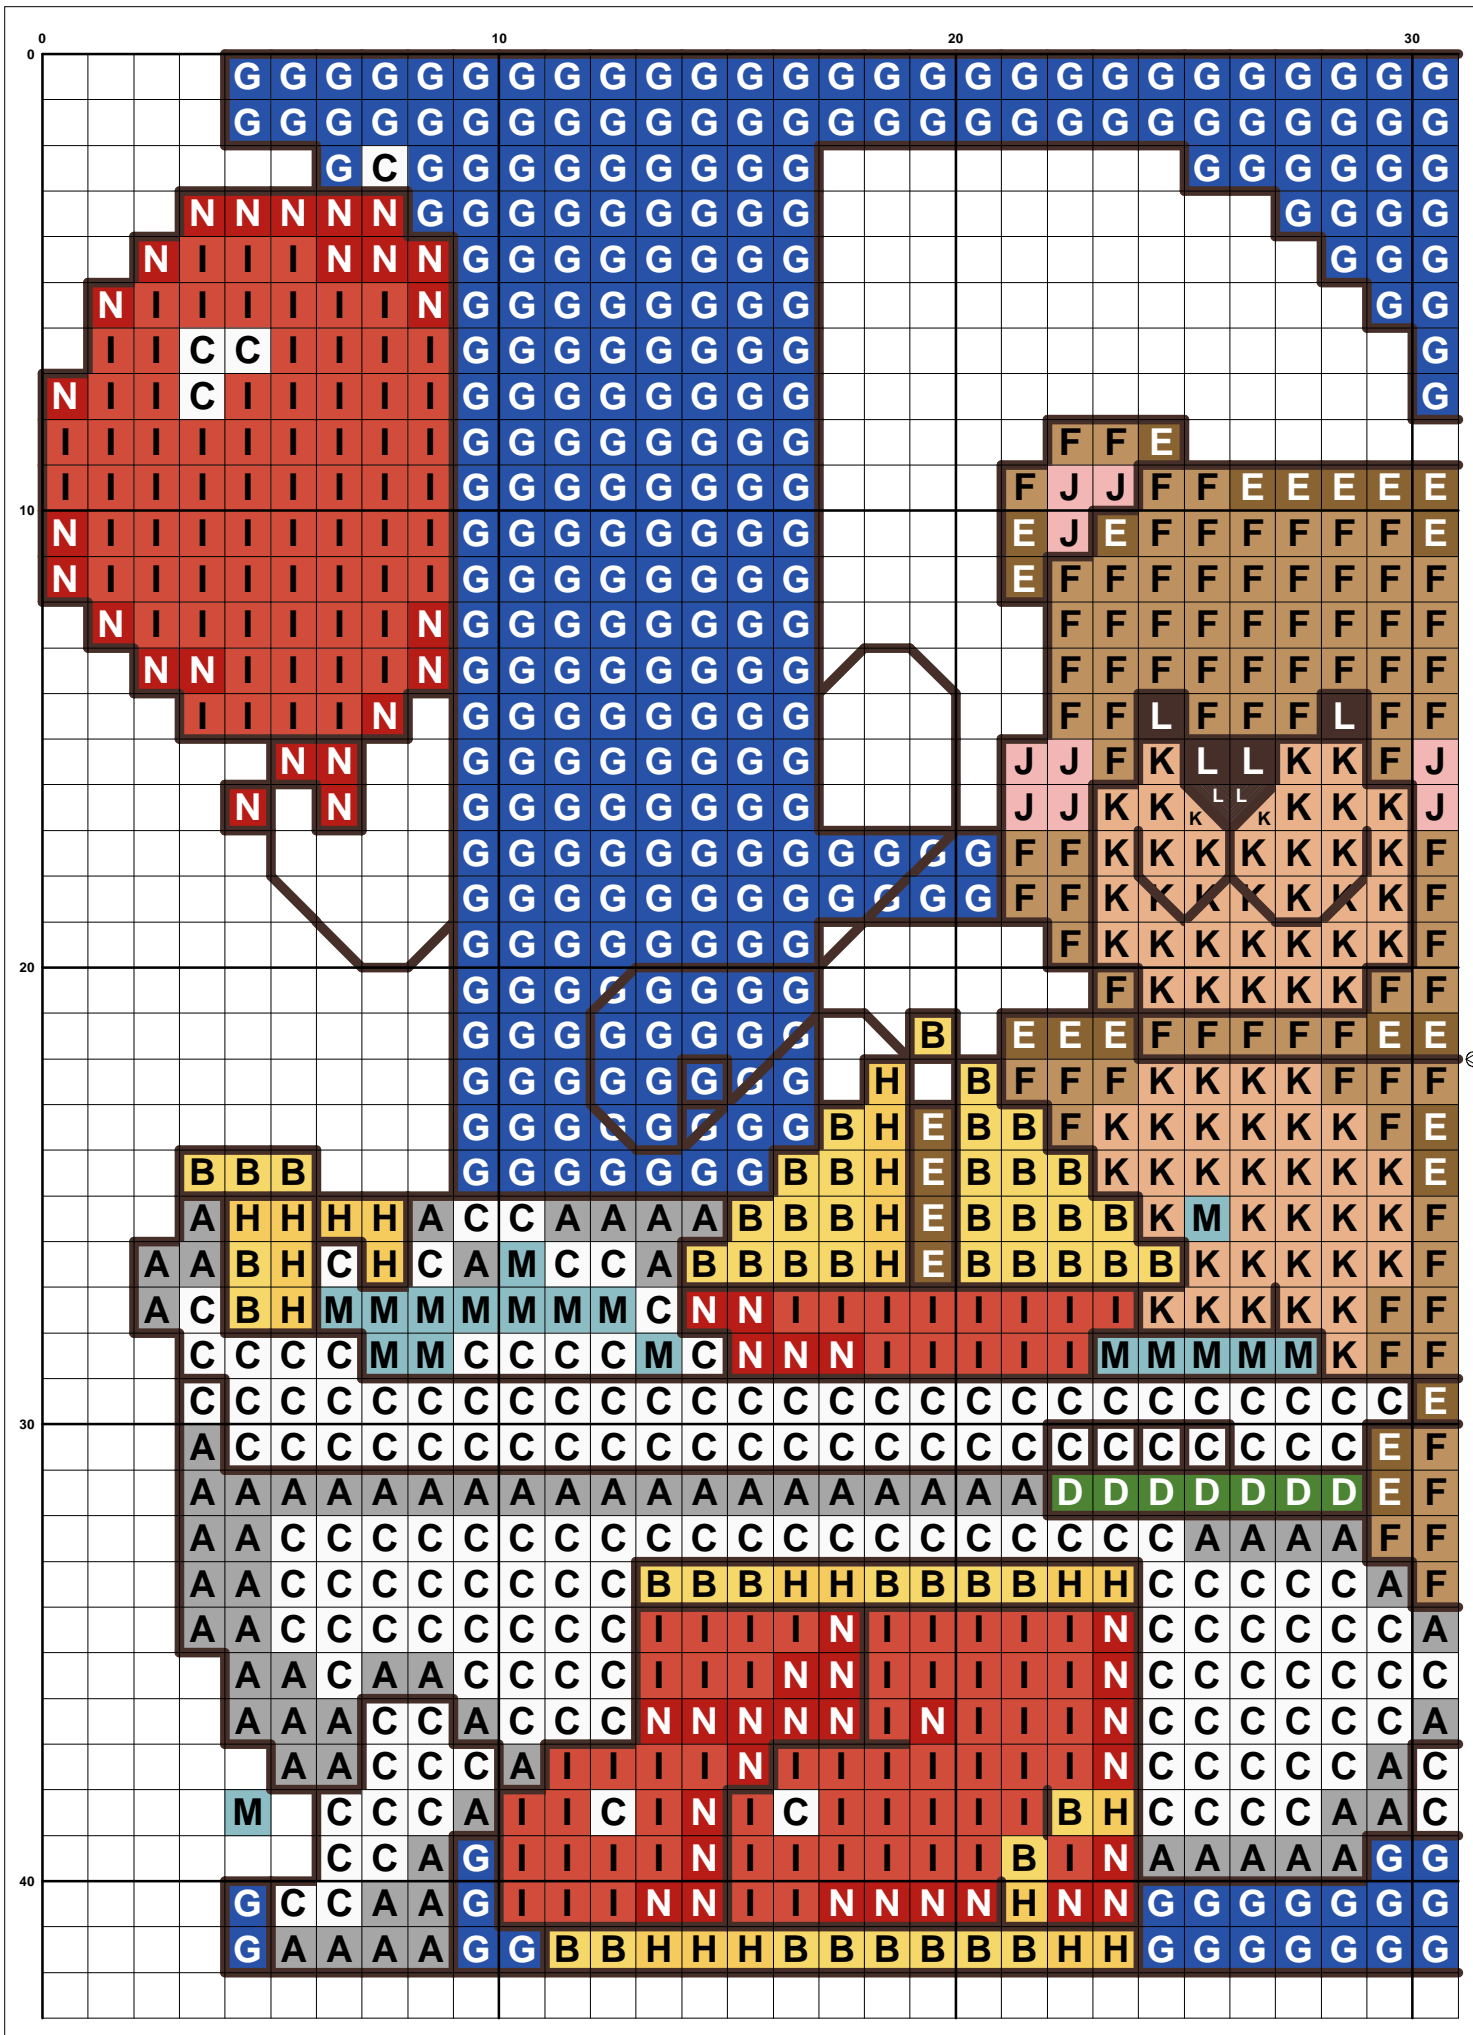 0 10 20 30
0
G G G G G G G G G G G G G G G G G G G G G G G G G G G
G G G G G G G G G G G G G G G G G G G G G G G G G G G
G C G G G G G G G G G G G G G G G
N N N N N G G G G G G G G G G G G G
N I I I N N N G G G G G G G G G G G
N I I I I I I N G G G G G G G G G G
I I C C I I I I G G G G G G G G G
N I I C I I I I I G G G G G G G G G
I I I I I I I I I G G G G G G G G F F E
I I I I I I I I I G G G G G G G G F J J F F E E E E E
10
N I I I I I I I I G G G G G G G G E J E F F F F F F E
N I I I I I I I I G G G G G G G G E F F F F F F F F F
N I I I I I I N G G G G G G G G F F F F F F F F F
N N I I I I N G G G G G G G G F F F F F F F F F
I I I I N G G G G G G G G F F L F F F L F F
N N G G G G G G G G J J F K L L K K F J
N N G G G G G G G G J J K K K L L K K K K J
G G G G G G G G G G G G F F K K K K K K K F
G G G G G G G G G G G G F F K K K K K K K F
G G G G G G G G F K K K K K K K F
20
G G G G G G G G F K K K K K F F
G G G G G G G G B E E E F F F F F E E
G G G G G G G G H B F F F K K K K F F F
G G G G G G G G B H E B B F K K K K K K F E
B B B G G G G G G G B B H E B B B K K K K K K K E
A H H H H A C C A A A A B B B H E B B B B K M K K K K F
A A B H C H C A M C C A B B B B H E B B B B B K K K K K F
A C B H M M M M M M M C N N I I I I I I I I K K K K K F F
C C C C M M C C C C M C N N N I I I I I M M M M M K F F
C C C C C C C C C C C C C C C C C C C C C C C C C C C E
30
A C C C C C C C C C C C C C C C C C C C C C C C C C E F
A A A A A A A A A A A A A A A A A A A D D D D D D D E F
A A C C C C C C C C C C C C C C C C C C C C A A A A F F
A A C C C C C C C C B B B H H B B B B H H C C C C C A F
A A C C C C C C C C I I I I N I I I I I N C C C C C C A
A A C A A C C C C I I I N N I I I I I N C C C C C C C
A A A C C A C C C N N N N N I N I I I N C C C C C C A
A A C C C A I I I I N I I I I I I I N C C C C C A C
M C C C A I I C I N I C I I I I I B H C C C C A A C
C C A G I I I I N I I I I I I B I N A A A A A G G
40
G C C A A G I I I N N I I N N N N H N N G G G G G G G
G A A A A G G B B H H H B B B B B B H H G G G G G G G